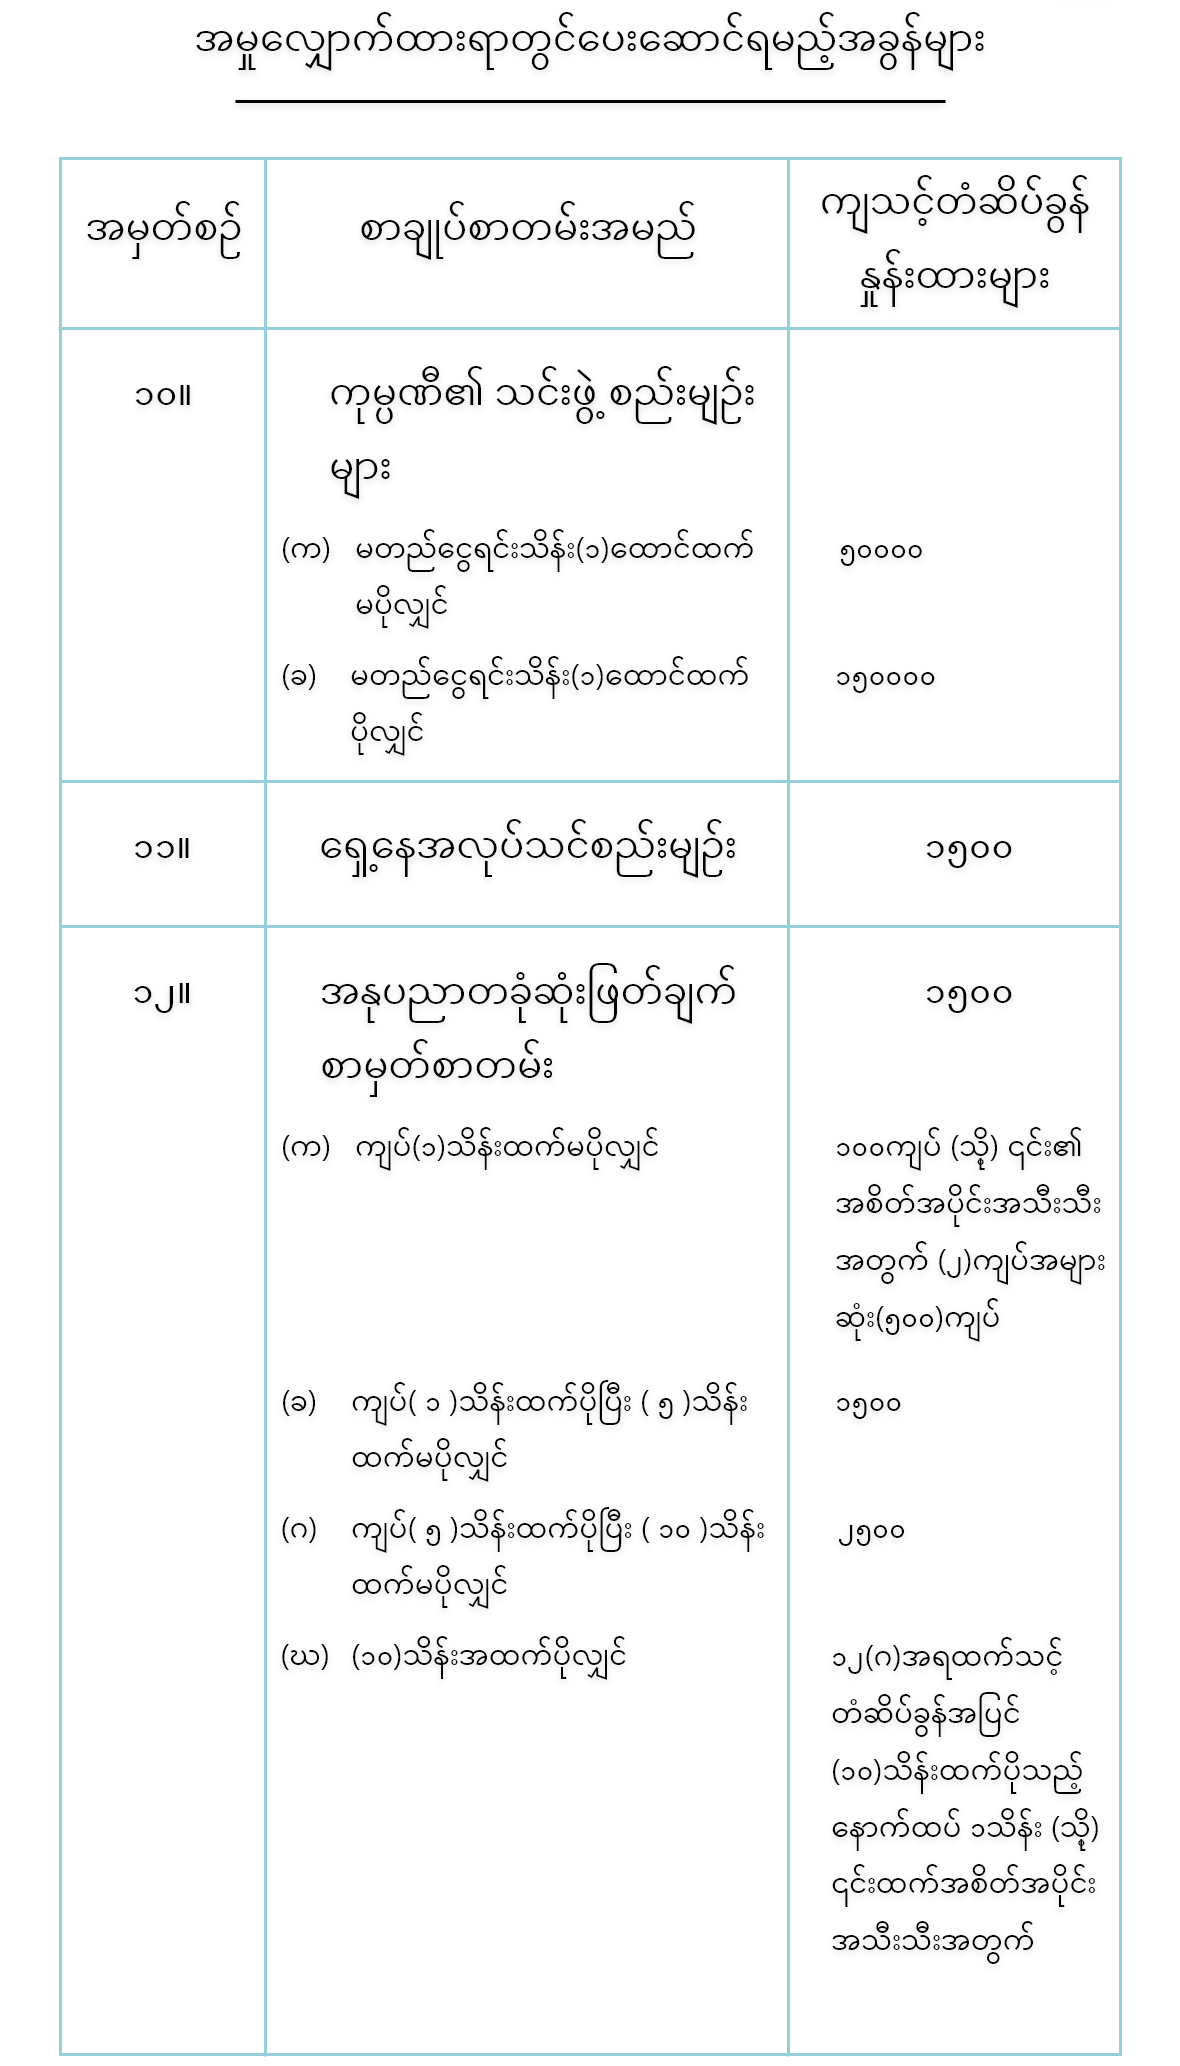 အမှုလျှောက်ထားရာတွင်ပေးဆောင်ရမည့်အခွန်များ
အမှတ်စဉ်
စာချုပ်စာတမ်းအမည်
ကျသင့်တံဆိပ်ခွန်
နှုန်းထားများ
၁၀။
ကုမ္ပဏီ၏ သင်းဖွဲ့ စည်းမျဉ်း
များ
(က) မတည်ငွေရင်းသိန်း(၁)ထောင်ထက် ၅၀၀၀၀
မပိုလျှင်
(ခ) မတည်ငွေရင်းသိန်း(၁)ထောင်ထက် ၁၅၀၀၀၀
ပိုလျှင်
၁၁။ ရှေ့နေအလုပ်သင်စည်းမျဉ်း ၁၅၀၀
၁၂။ အနုပညာတခုံဆုံးဖြတ်ချက် ၁၅၀၀
စာမှတ်စာတမ်း
(က) ကျပ်(၁)သိန်းထက်မပိုလျှင်
၁၀၀ကျပ် (သို့) ၎င်း၏
အစိတ်အပိုင်းအသီးသီး
အတွက် (၂)ကျပ်အများ
ဆုံး(၅၀၀)ကျပ်
(ခ) ကျပ်( ၁ )သိန်းထက်ပိုပြီး ( ၅ )သိန်း ၁၅၀၀
ထက်မပိုလျှင်
(ဂ) ကျပ်( ၅ )သိန်းထက်ပိုပြီး ( ၁၀ )သိန်း ၂၅၀၀
ထက်မပိုလျှင်
(ဃ) (၁၀)သိန်းအထက်ပိုလျှင်
၁၂(ဂ)အရထက်သင့်
တံဆိပ်ခွန်အပြင်
(၁၀)သိန်းထက်ပိုသည့်
နောက်ထပ် ၁သိန်း (သို့)
၎င်းထက်အစိတ်အပိုင်း
အသီးသီးအတွက်